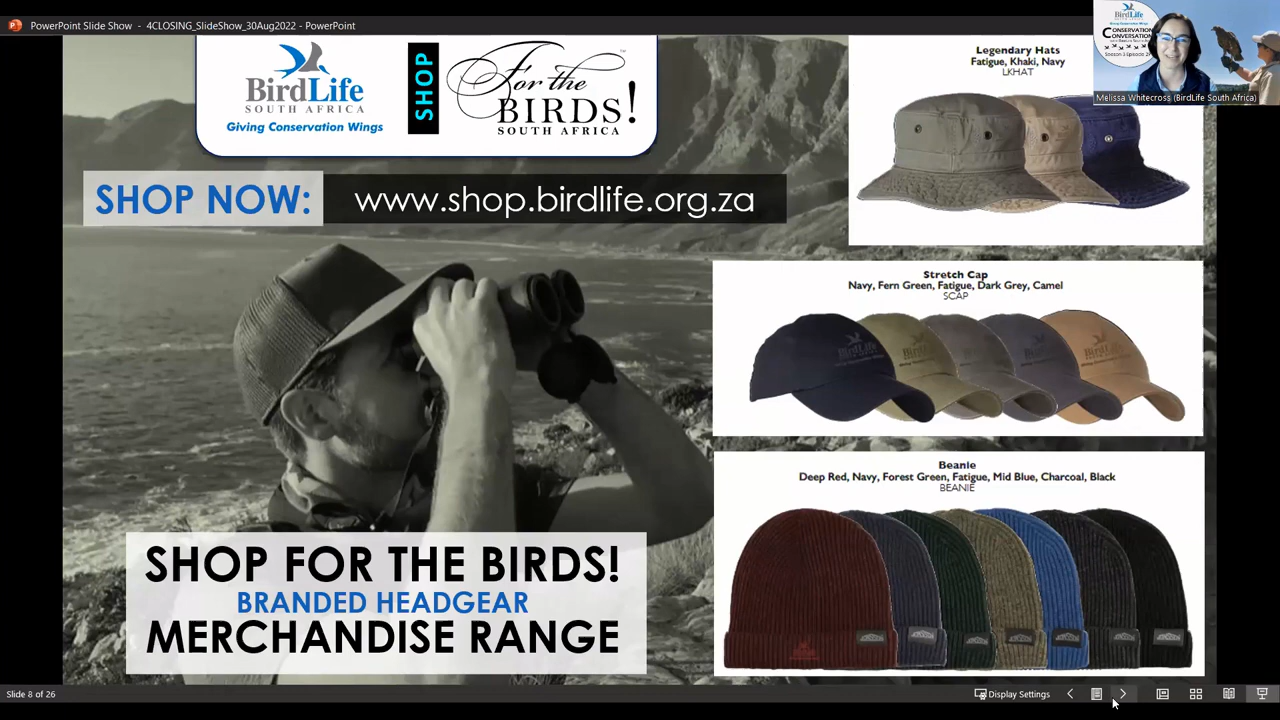 PowerPoint Slide Show - 4CLOSING_SlideShow_30Aug2022 - PowerPoint
BirdLife
SOUTH AFRICA
Giving Conservation Wings
SHOP
For the
BIRDS!
SOUTH AFRICA
SHOP NOW: www.shop.birdlife.org.za
Legendary Hats
Fatigue, Khaki, Navy
LKHAT
Melissa Whitecross (BirdLife South Africa)
Stretch Cap
Navy, Fern Green, Fatigue, Dark Grey, Camel
SCAP
Beanie
Deep Red, Navy, Forest Green, Fatigue, Mid Blue, Charcoal, Black
BEANIE
SHOP FOR THE BIRDS!
BRANDED HEADGEAR
MERCHANDISE RANGE
Slide 8 of 26
Display Settings